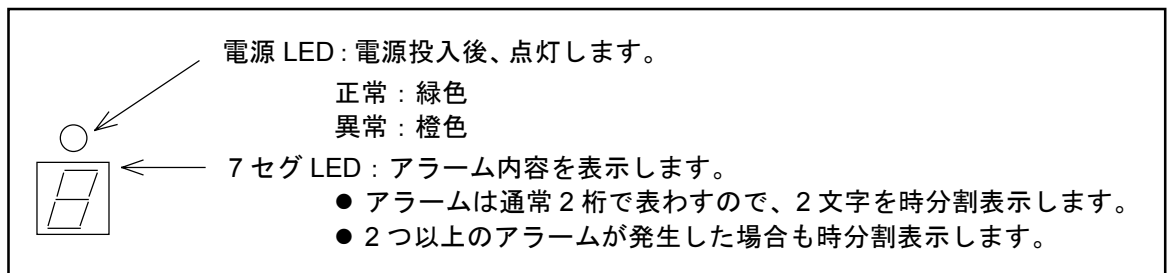 電源 LED : 電源投入後、点灯します。
正常 : 緑色
異常 : 橙色
7 セグ LED : アラーム内容を表示します。
● アラームは通常 2 桁で表わすので、2 文字を時分割表示します。
● 2 つ以上のアラームが発生した場合も時分割表示します。